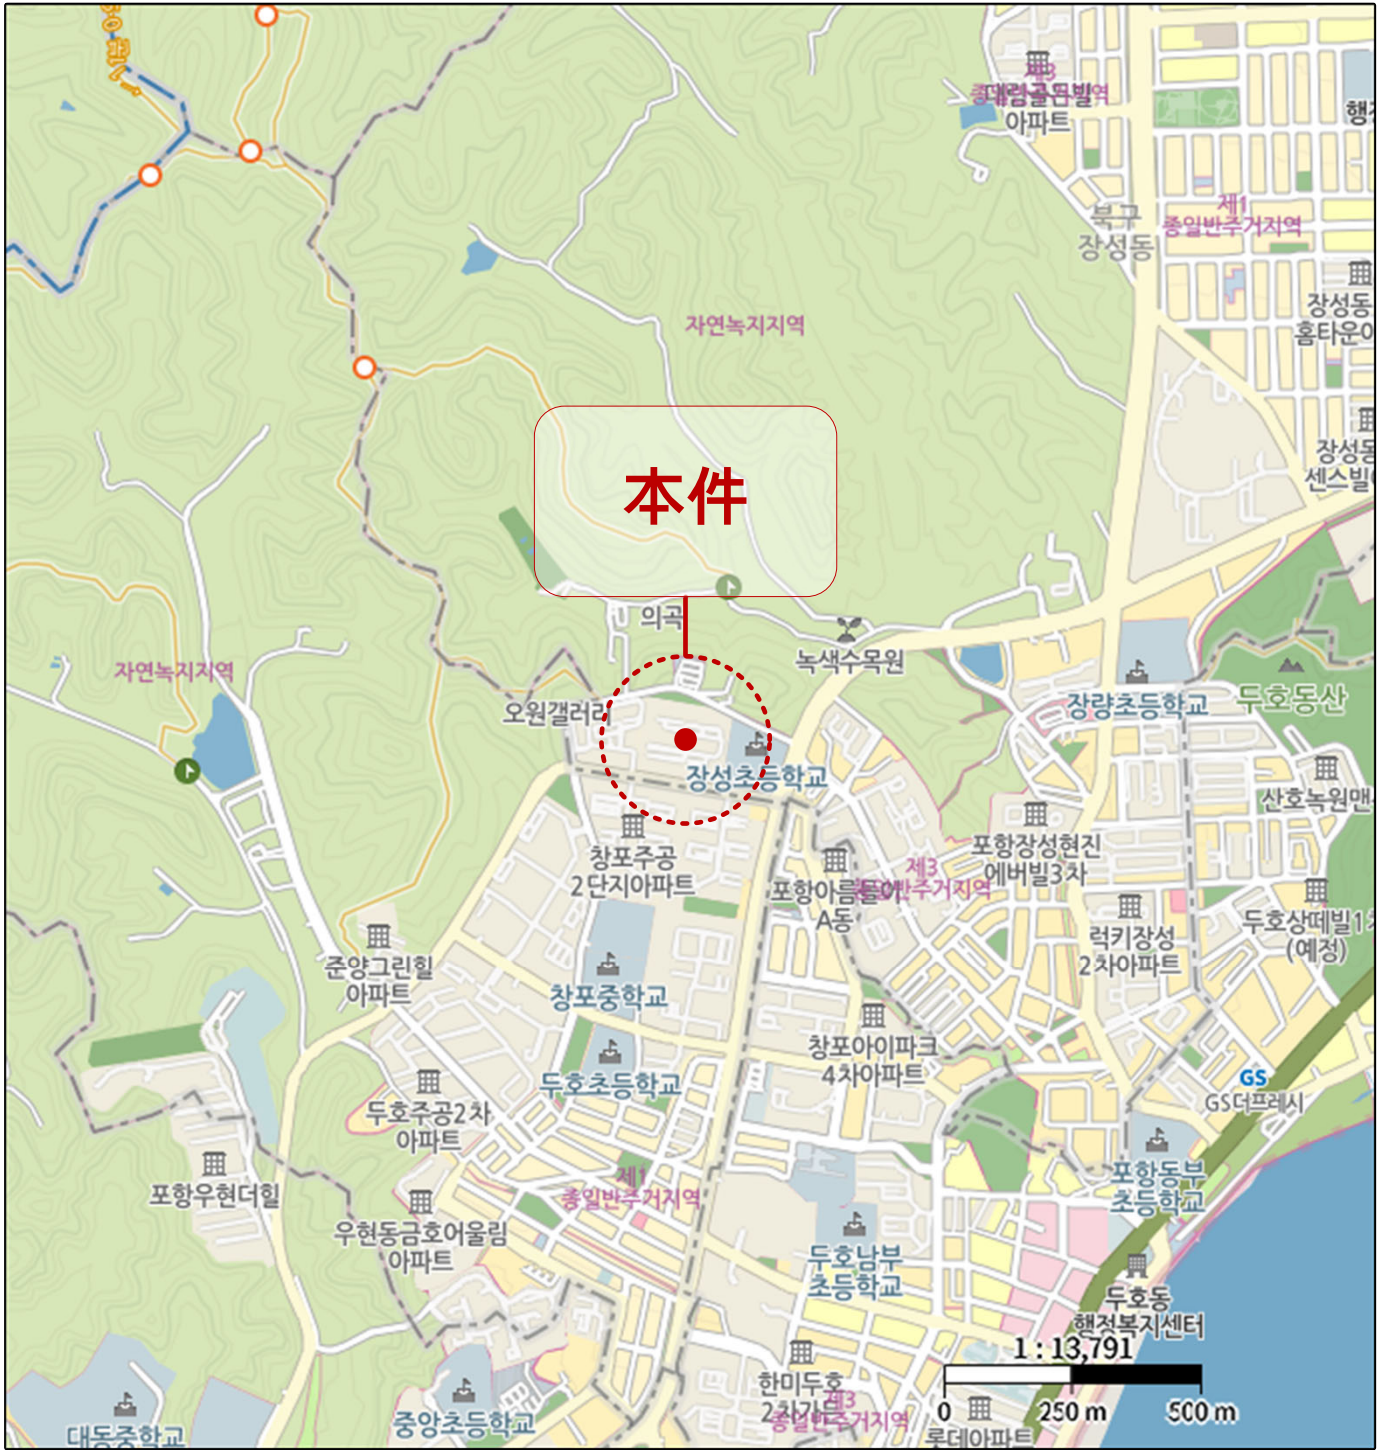 아파트
행정
북구
장성동
제1
종일반주거지역
장성동
홈타운아
자연녹지지역
장성동
센스빌
本件
의곡
녹색수목원
자연녹지지역
오원갤러리
장량초등학교
두호동산
장성초등학교
산호녹원맨
창포주공
2단지아파트
포항장성현진
에버빌3차
제3
종일반주거지역
포항아름들이
A동
럭키장성
2차아파트
두호상떼빌1차
(예정)
준양그린힐
아파트
창포중학교
창포아이파크
4차아파트
두호초등학교
GS
GS더프레시
두호주공2차
아파트
포항우현더힐
제1
종일반주거지역
포항동부
초등학교
우현동금호어울림
아파트
두호남부
초등학교
두호동
행정복지센터
1 : 13,791
한미두호
2차가든
제3
종일반주거지역
0 250 m 500 m
대동중학교
중앙초등학교
롯데아파트